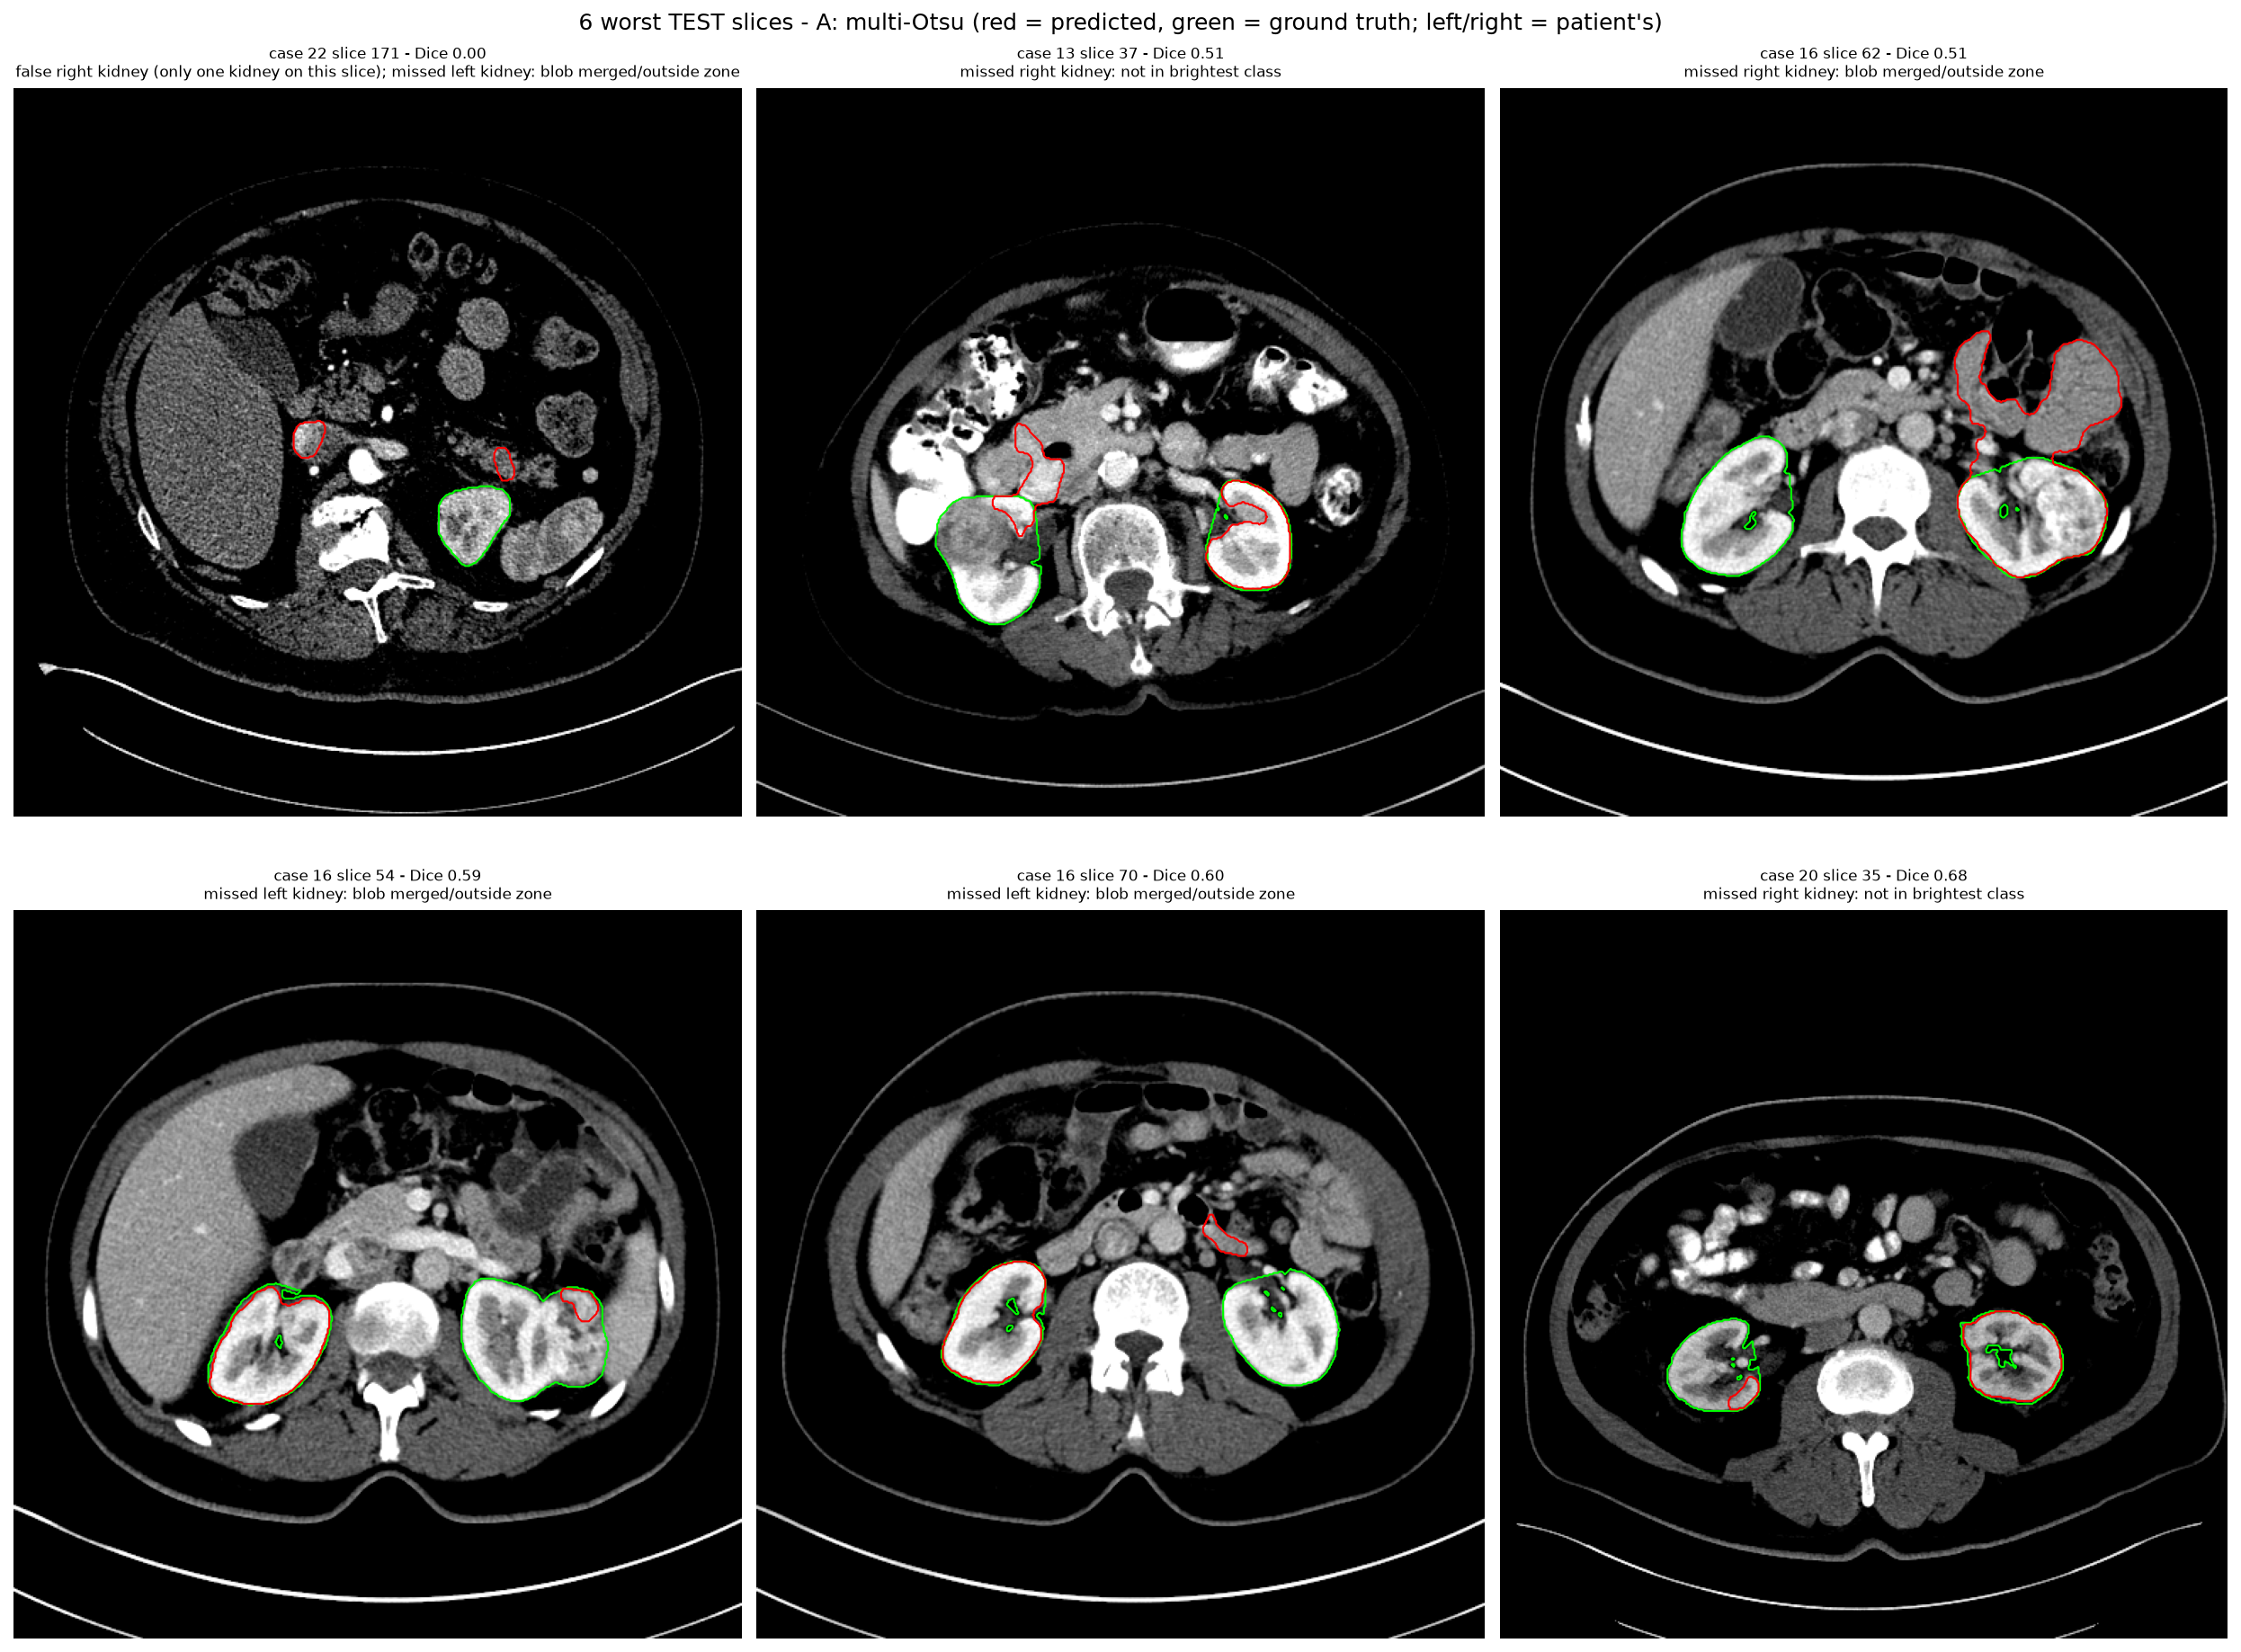 6 worst TEST slices - A: multi-Otsu (red = predicted, green = ground truth; left/right = patient's)
case 22 slice 171 - Dice 0.00
false right kidney (only one kidney on this slice); missed left kidney: blob merged/outside zone
case 13 slice 37 - Dice 0.51
missed right kidney: not in brightest class
case 16 slice 62 - Dice 0.51
missed right kidney: blob merged/outside zone
case 16 slice 54 - Dice 0.59
missed left kidney: blob merged/outside zone
case 16 slice 70 - Dice 0.60
missed left kidney: blob merged/outside zone
case 20 slice 35 - Dice 0.68
missed right kidney: not in brightest class